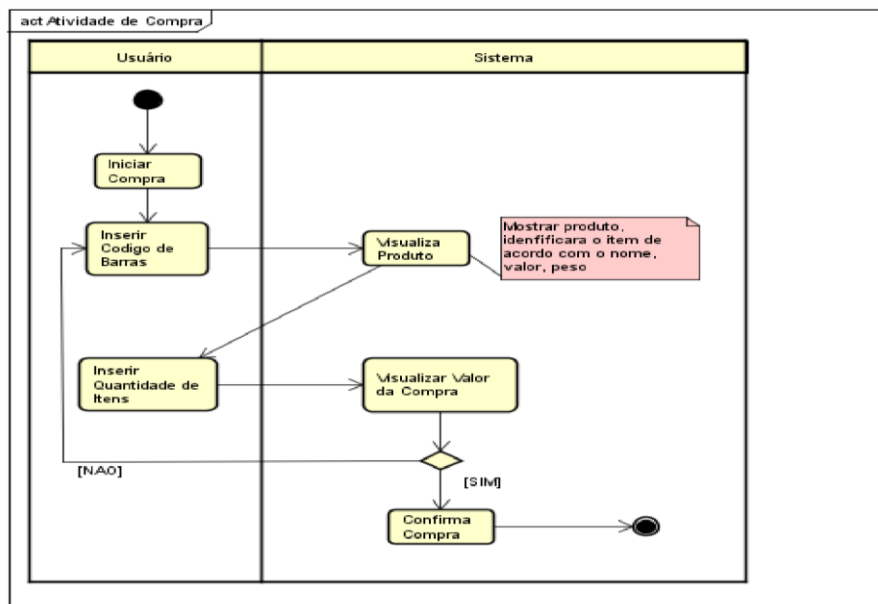 act Atividade de Compra
Usuário
Sistema
Iniciar
Compra
Inserir
Codigo de
Barras
Visualiza
Produto
Mostrar produto,
idenfificara o item de
acordo com o nome,
valor, peso
Inserir
Quantidade de
Itens
Visualizar Valor
da Compra
[NAO]
[SIM]
Confirma
Compra